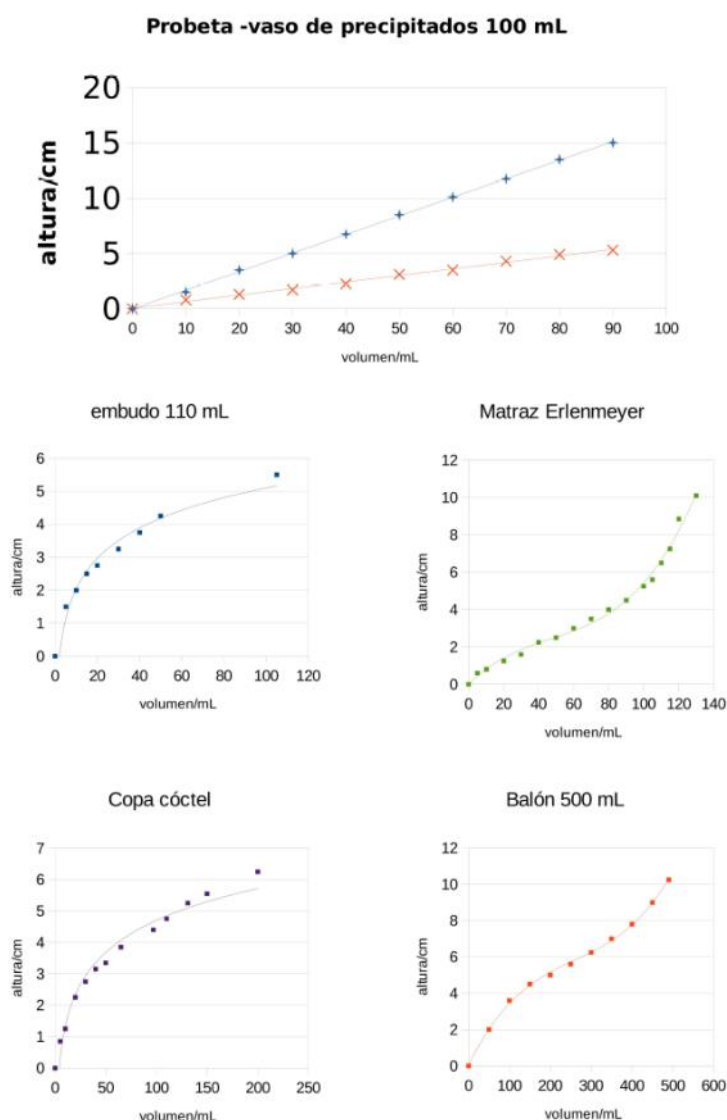 Probeta -vaso de precipitados 100 mL
altura/cm
20
15
10
5
0
0 10 20 30 40 50 60 70 80 90 100
volumen/mL
embudo 110 mL
altura/cm
6
5
4
3
2
1
0
0 20 40 60 80 100 120
volumen/mL
Matraz Erlenmeyer
altura/cm
12
10
8
6
4
2
0
0 20 40 60 80 100 120 140
volumen/mL
Copa cóctel
altura/cm
7
6
5
4
3
2
1
0
0 50 100 150 200 250
volumen/mL
Balón 500 mL
altura/cm
12
10
8
6
4
2
0
0 100 200 300 400 500 600
volumen/mL